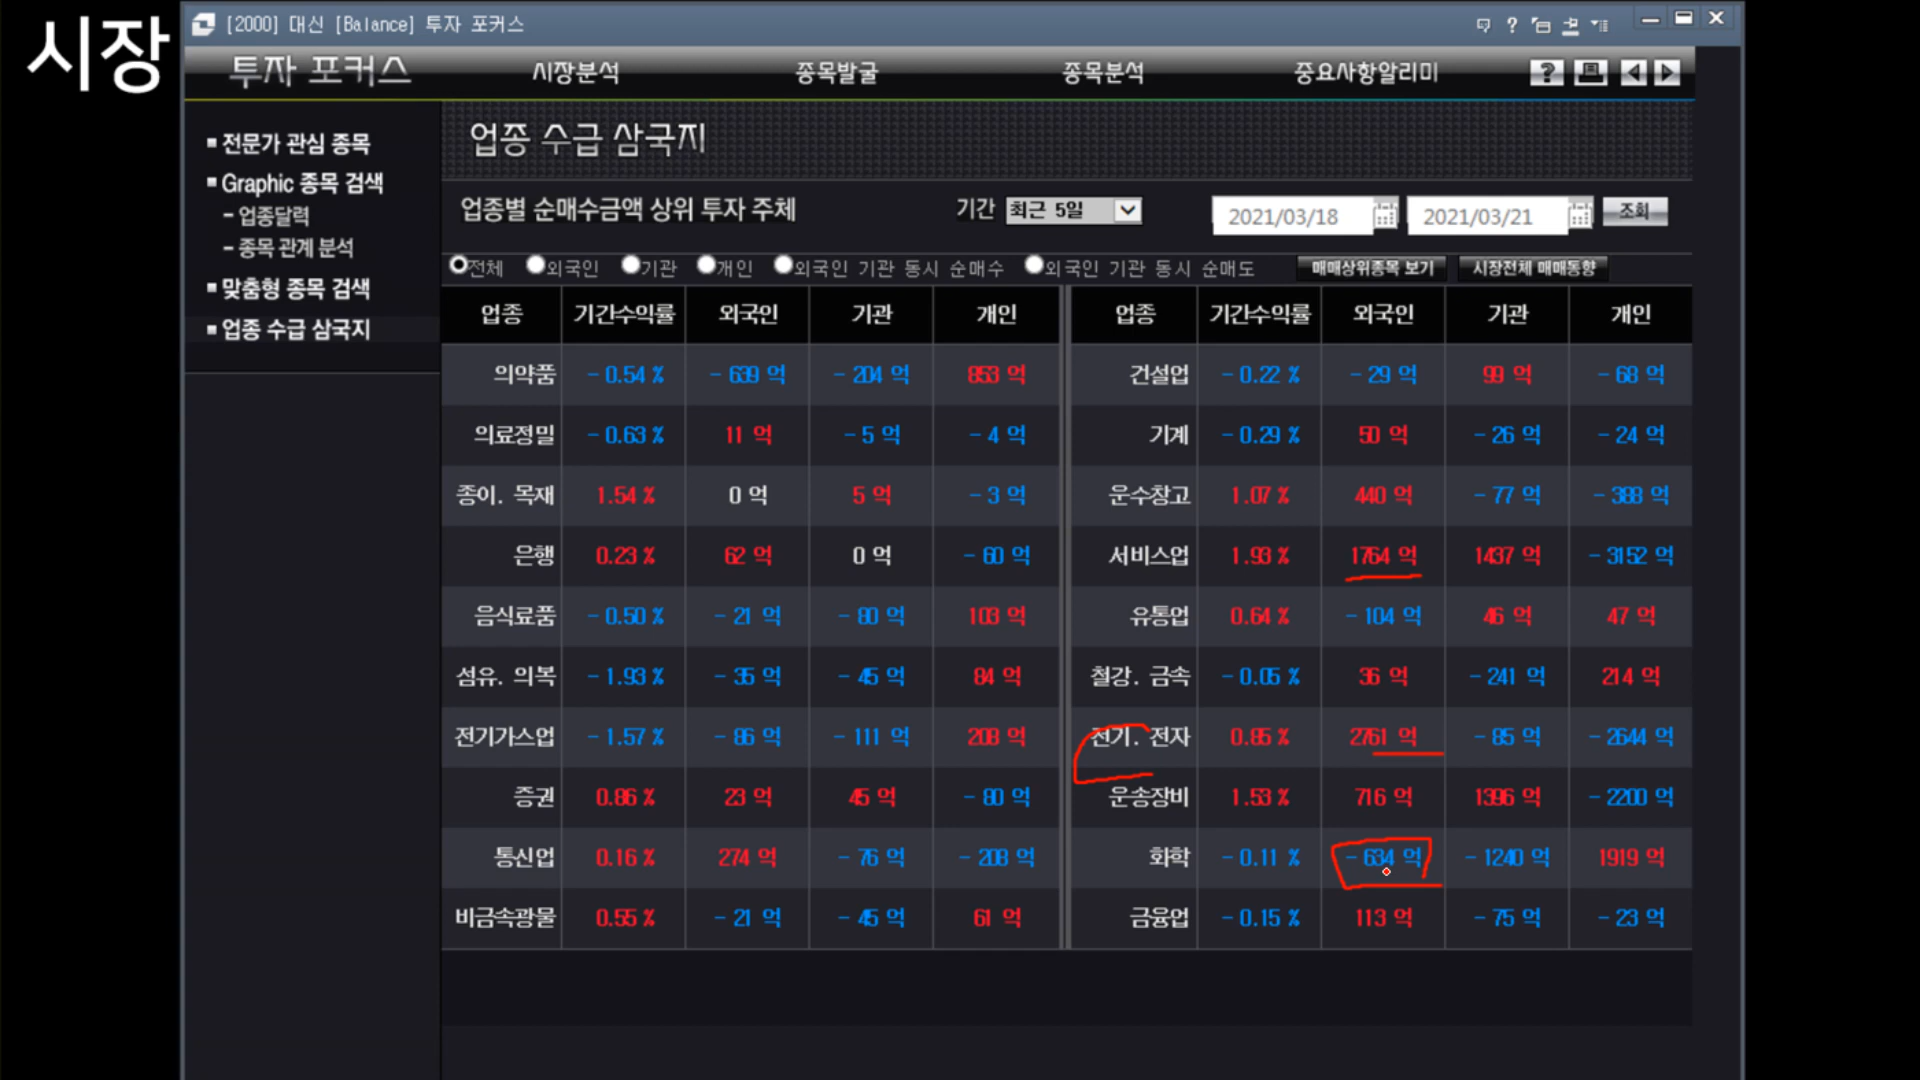 시장
[2000] 대신 [Balance] 투자 포커스
투자 포커스 시장분석 종목발굴 종목분석 중요사항알리미
전문가 관심 종목
Graphic 종목 검색
- 업종달력
- 종목 관계 분석
맞춤형 종목 검색
업종 수급 삼국지
업종 수급 삼국지
업종별 순매수금액 상위 투자 주체 기간 최근 5일 2021/03/18 2021/03/21 조회
전체 외국인 기관 개인 외국인 기관 동시 순매수 외국인 기관 동시 순매도 매매상위종목 보기 시장전체 매매동향
업종 기간수익률 외국인 기관 개인 업종 기간수익률 외국인 기관 개인
의약품 - 0.54 % - 639 억 - 204 억 853 억 건설업 - 0.22 % - 29 억 99 억 - 68 억
의료정밀 - 0.63 % 11 억 - 5 억 - 4 억 기계 - 0.29 % 50 억 - 26 억 - 24 억
종이. 목재 1.54 % 0 억 5 억 - 3 억 운수창고 1.07 % 440 억 - 77 억 - 388 억
은행 0.23 % 62 억 0 억 - 60 억 서비스업 1.93 % 1764 억 1437 억 - 3152 억
음식료품 - 0.50 % - 21 억 - 80 억 103 억 유통업 0.64 % - 104 억 46 억 47 억
섬유. 의복 - 1.93 % - 35 억 - 45 억 84 억 철강. 금속 - 0.05 % 36 억 - 241 억 214 억
전기가스업 - 1.57 % - 86 억 - 111 억 208 억 전기. 전자 0.85 % 2761 억 - 85 억 - 2644 억
증권 0.86 % 23 억 45 억 - 80 억 운송장비 1.53 % 716 억 1396 억 - 2200 억
통신업 0.16 % 274 억 - 76 억 - 208 억 화학 - 0.11 % - 634 억 - 1240 억 1919 억
비금속광물 0.55 % - 21 억 - 45 억 61 억 금융업 - 0.15 % 113 억 - 75 억 - 23 억